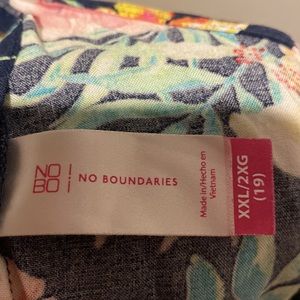 NO
BO
NO BOUNDARIES
Made in/Hecho en
Vietnam
XXL/2XG
(19)